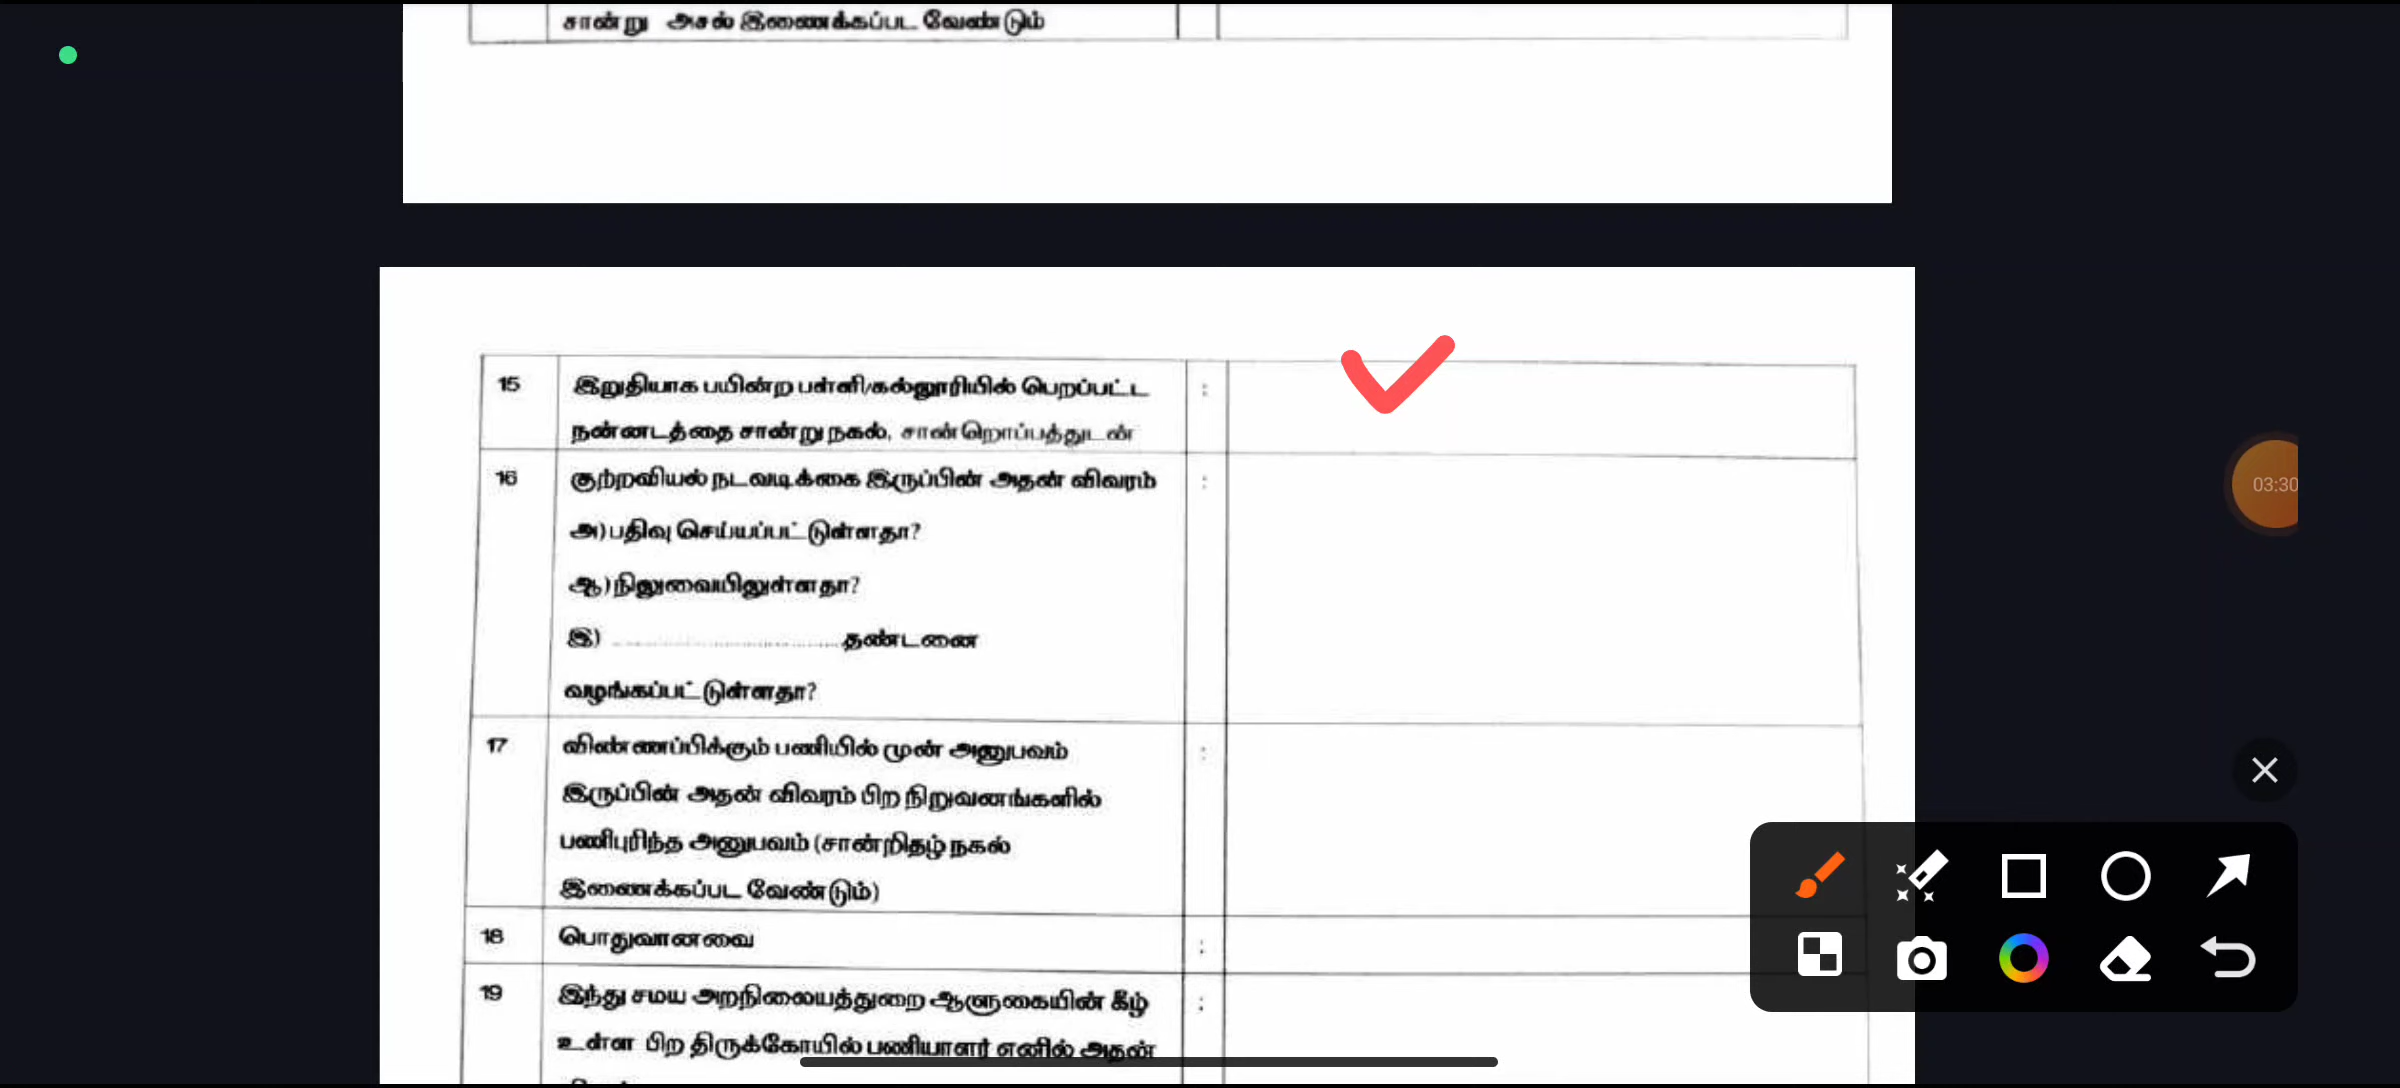 சான்று அசல் இணைக்கப்பட வேண்டும்
15 இறுதியாக பயின்ற பள்ளி/கல்லூரியில் பெறப்பட்ட :
நன்னடத்தை சான்று நகல், சான்றொப்பத்துடன்
16 குற்றவியல் நடவடிக்கை இருப்பின் அதன் விவரம் :
அ) பதிவு செய்யப்பட்டுள்ளதா?
ஆ) நிலுவையிலுள்ளதா?
இ) ........................................ தண்டனை
வழங்கப்பட்டுள்ளதா?
17 விண்ணப்பிக்கும் பணியில் முன் அனுபவம் :
இருப்பின் அதன் விவரம் பிற நிறுவனங்களில்
பணிபுரிந்த அனுபவம் (சான்றிதழ் நகல்
இணைக்கப்பட வேண்டும்)
18 பொதுவானவை :
19 இந்து சமய அறநிலையத்துறை ஆளுகையின் கீழ் :
உள்ள பிற திருக்கோயில் பணியாளர் எனில் அதன்
03:30